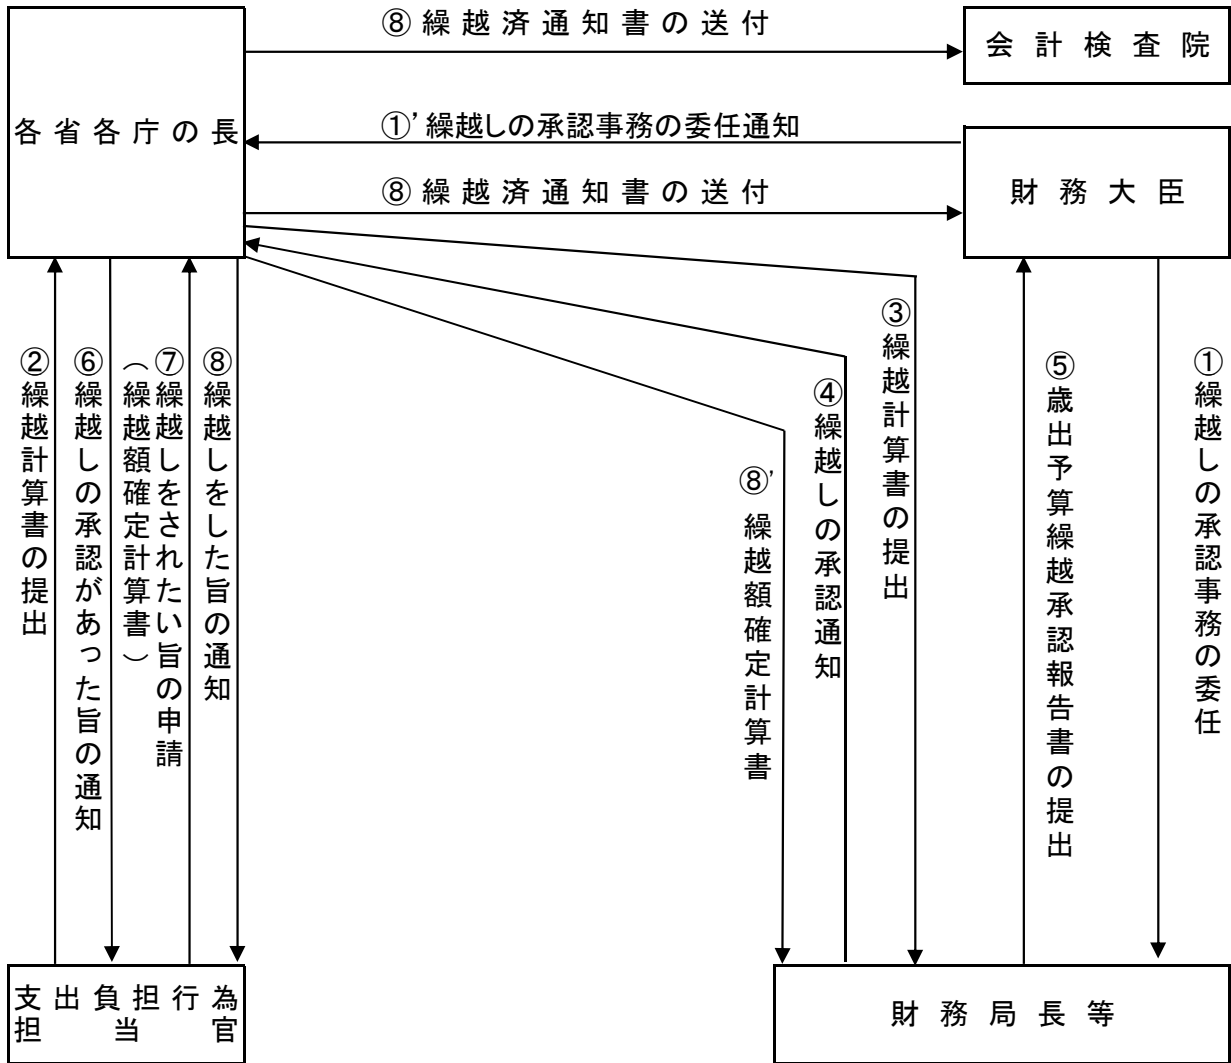 ⑧繰越済通知書の送付
会計検査院
各省各庁の長
①’繰越しの承認事務の委任通知
⑧繰越済通知書の送付
財務大臣
②繰越計算書の提出
⑥繰越しの承認があった旨の通知
⑦繰越しをされたい旨の申請
（繰越額確定計算書）
⑧繰越しをした旨の通知
⑧’繰越額確定計算書
④繰越しの承認通知
③繰越計算書の提出
⑤歳出予算繰越承認報告書の提出
①繰越しの承認事務の委任
支出負担行為
担当官
財務局長等